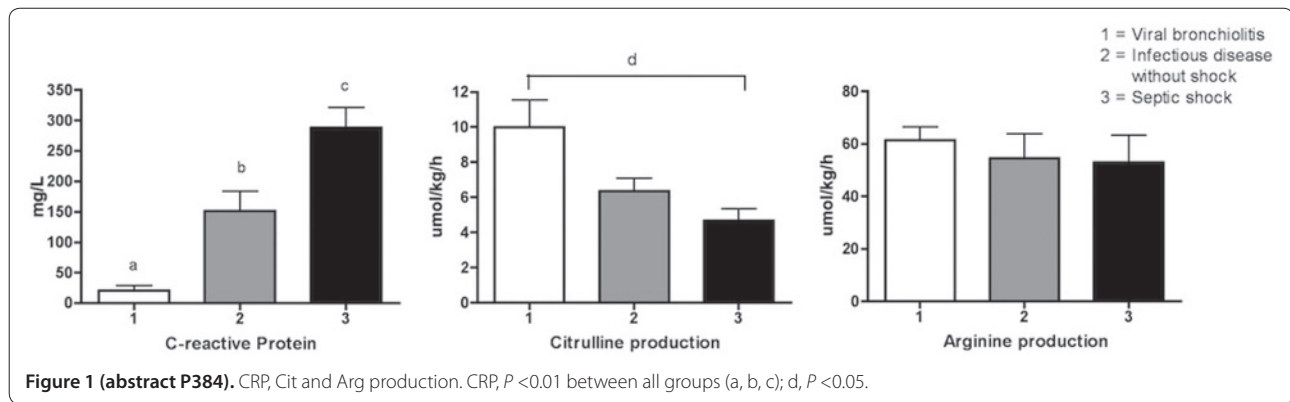 1 = Viral bronchiolitis
2 = Infectious disease
without shock
3 = Septic shock
350
300
250
200
150
100
50
0
mg/L
a
b
c
1
2
3
C-reactive Protein
12
10
8
6
4
2
0
umol/kg/h
d
1
2
3
Citrulline production
80
60
40
20
0
umol/kg/h
1
2
3
Arginine production
Figure 1 (abstract P384). CRP, Cit and Arg production. CRP, P <0.01 between all groups (a, b, c); d, P <0.05.